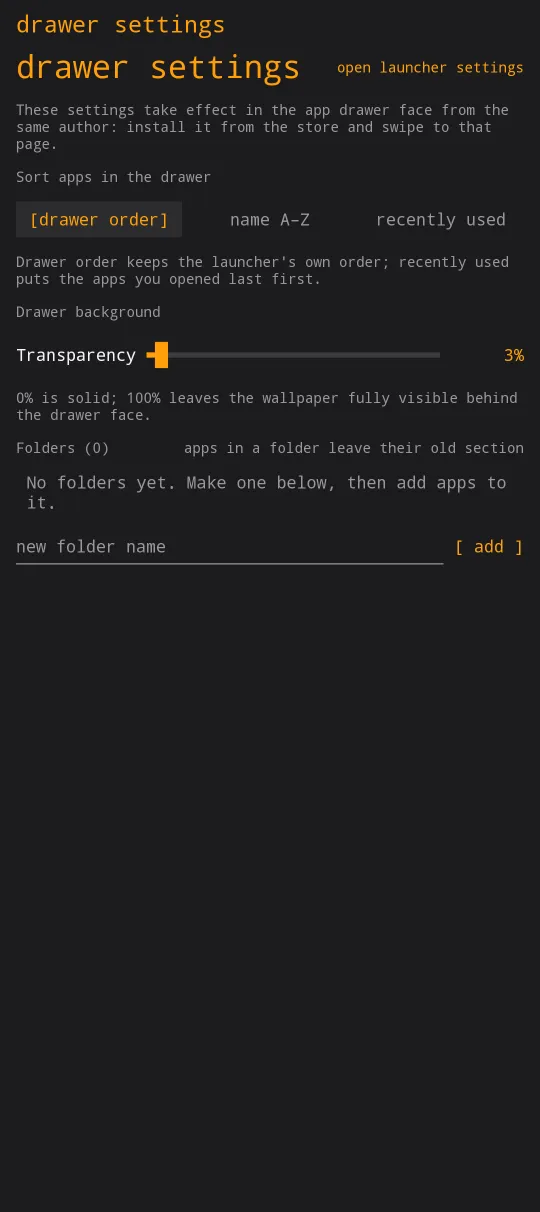 drawer settings
drawer settings open launcher settings
These settings take effect in the app drawer face from the
same author: install it from the store and swipe to that
page.
Sort apps in the drawer
[drawer order] name A–Z recently used
Drawer order keeps the launcher's own order; recently used
puts the apps you opened last first.
Drawer background
Transparency 3%
0% is solid; 100% leaves the wallpaper fully visible behind
the drawer face.
Folders (0) apps in a folder leave their old section
No folders yet. Make one below, then add apps to
it.
new folder name [ add ]